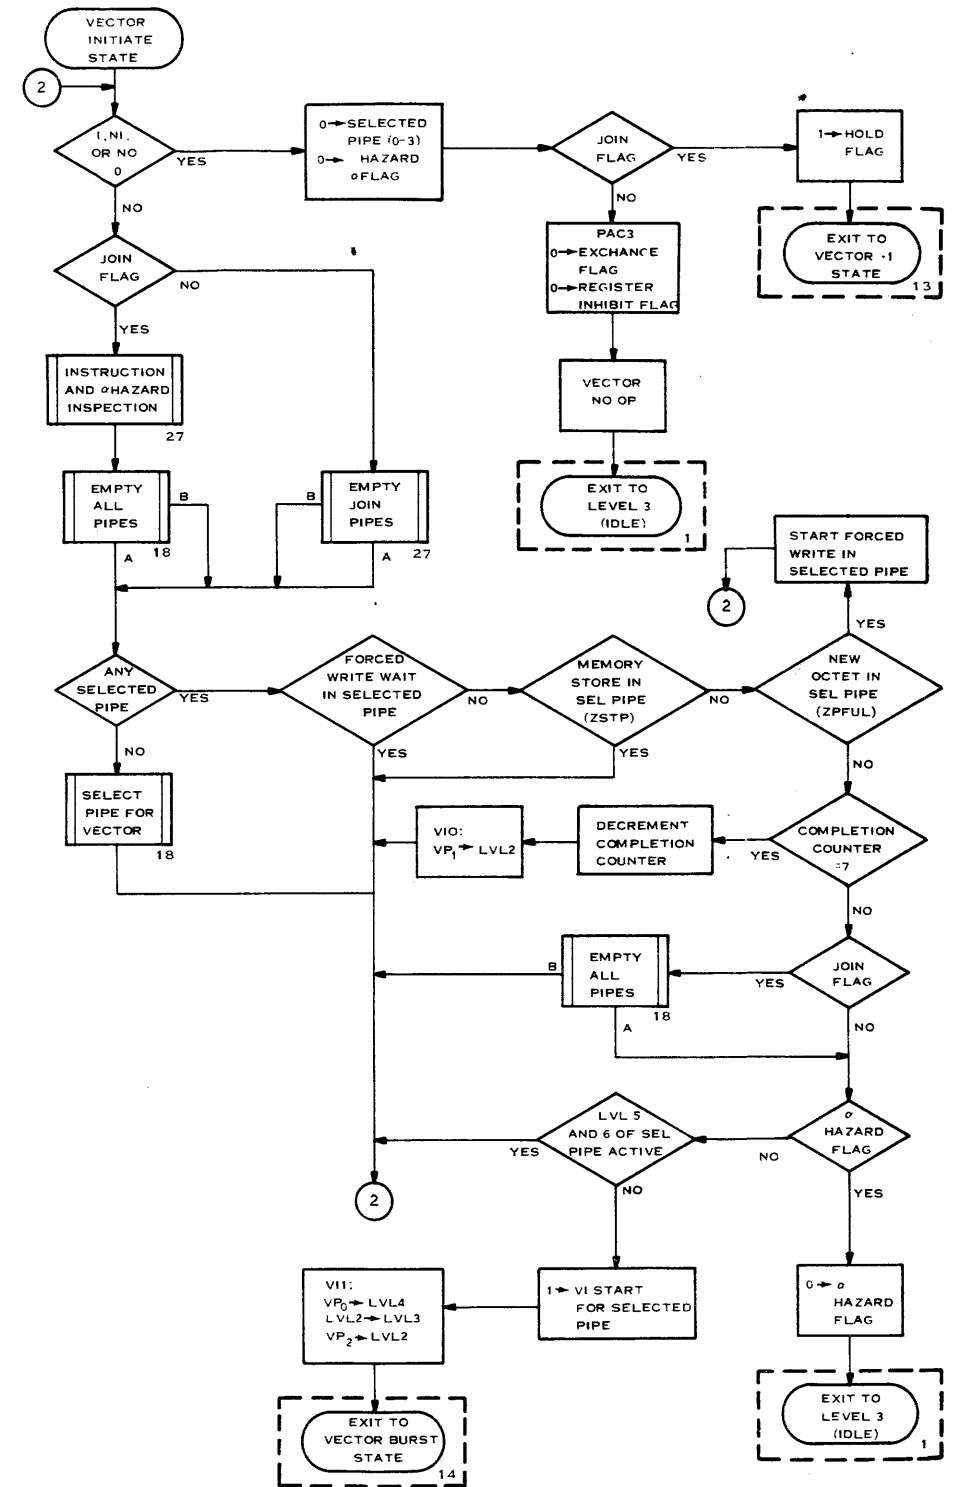 VECTOR
INITIATE
STATE
2
I, NI,
OR NO
0
YES
NO
0→SELECTED
PIPE (0-3)
0→ HAZARD
αFLAG
JOIN
FLAG
YES
NO
1→HOLD
FLAG
EXIT TO
VECTOR ·1
STATE
13
PAC3
0→EXCHANGE
FLAG
0→REGISTER
INHIBIT FLAG
VECTOR
NO OP
EXIT TO
LEVEL 3
(IDLE)
1
JOIN
FLAG
NO
YES
INSTRUCTION
AND αHAZARD
INSPECTION
27
EMPTY
ALL
PIPES
B
18
A
EMPTY
JOIN
PIPES
B
27
A
START FORCED
WRITE IN
SELECTED PIPE
2
YES
ANY
SELECTED
PIPE
YES
NO
FORCED
WRITE WAIT
IN SELECTED
PIPE
NO
YES
MEMORY
STORE IN
SEL PIPE
(ZSTP)
NO
YES
NEW
OCTET IN
SEL PIPE
(ZPFUL)
NO
SELECT
PIPE FOR
VECTOR
18
VIO:
VP1→LVL2
DECREMENT
COMPLETION
COUNTER
YES
COMPLETION
COUNTER
=7
NO
EMPTY
ALL
PIPES
B
18
A
YES
JOIN
FLAG
NO
LVL 5
AND 6 OF SEL
PIPE ACTIVE
YES
NO
α
HAZARD
FLAG
NO
YES
2
VI1:
VP0→LVL4
LVL2→LVL3
VP2→LVL2
1→VI START
FOR SELECTED
PIPE
0→α
HAZARD
FLAG
EXIT TO
VECTOR BURST
STATE
14
EXIT TO
LEVEL 3
(IDLE)
1